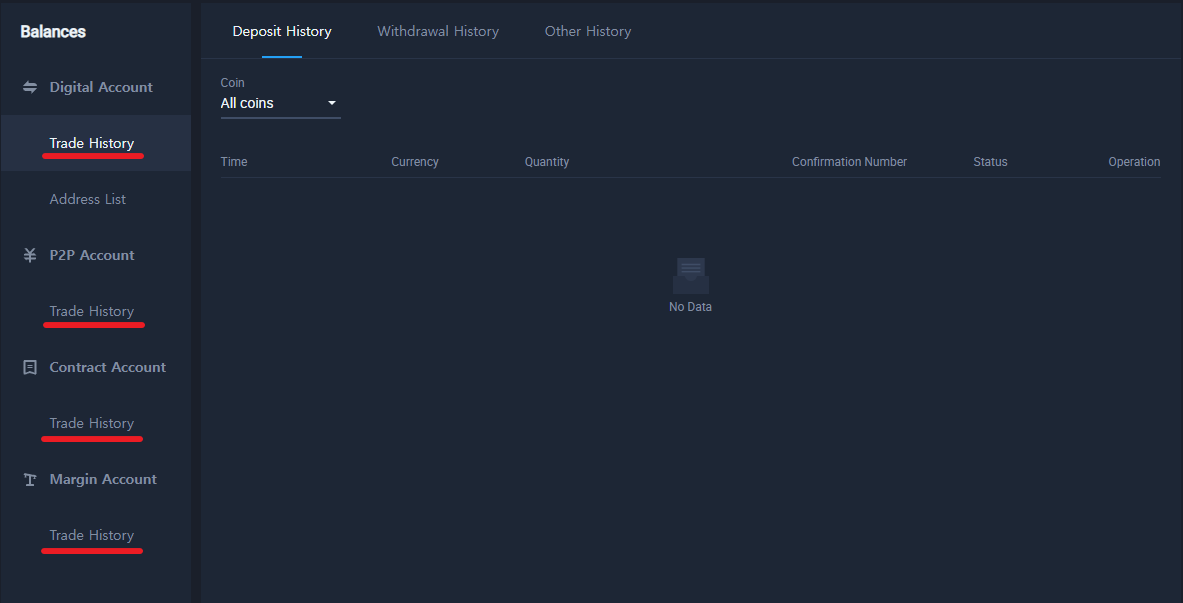 Balances
Digital Account
Trade History
Address List
P2P Account
Trade History
Contract Account
Trade History
Margin Account
Trade History
Deposit History Withdrawal History Other History
Coin
All coins
Time Currency Quantity Confirmation Number Status Operation
No Data